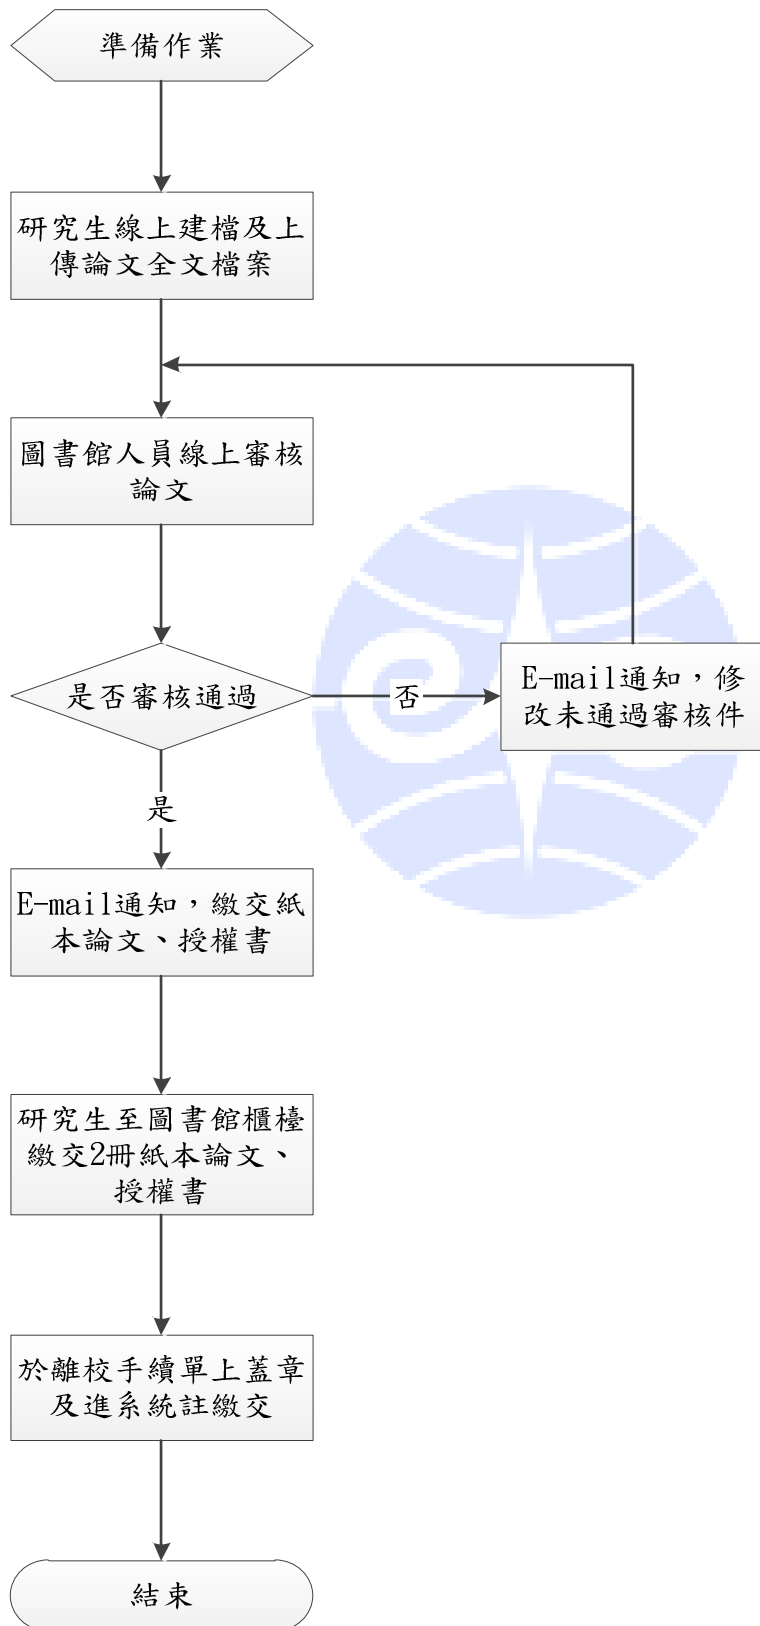 準備作業
研究生線上建檔及上
傳論文全文檔案
圖書館人員線上審核
論文
是否審核通過
否
E-mail通知，修
改未通過審核件
是
E-mail通知，繳交紙
本論文、授權書
研究生至圖書館櫃檯
繳交2冊紙本論文、
授權書
於離校手續單上蓋章
及進系統註繳交
結束